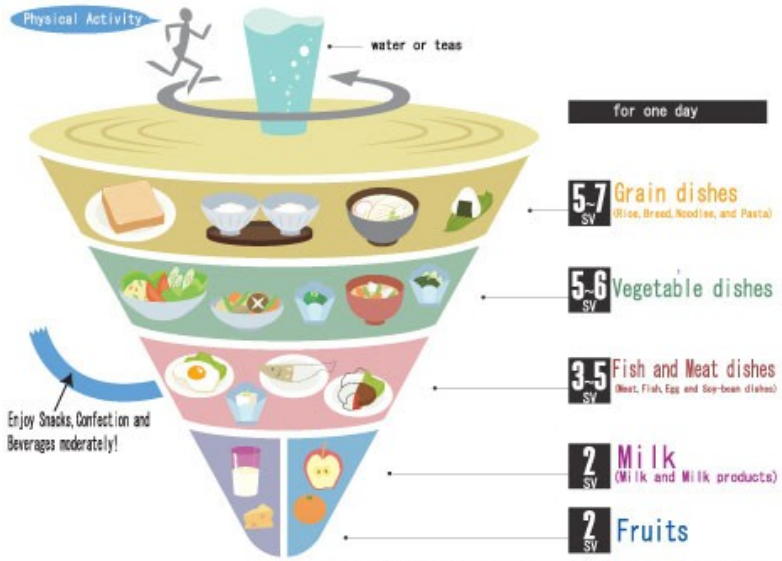 Physical Activity
water or teas
for one day
5~7
SV
Grain dishes
(Rice, Bread, Noodles, and Pasta)
5~6
SV
Vegetable dishes
3~5
SV
Fish and Meat dishes
(Meat, Fish, Egg and Soy-bean dishes)
Enjoy Snacks, Confection and
Beverages moderately!
2
SV
Milk
(Milk and Milk products)
2
SV
Fruits